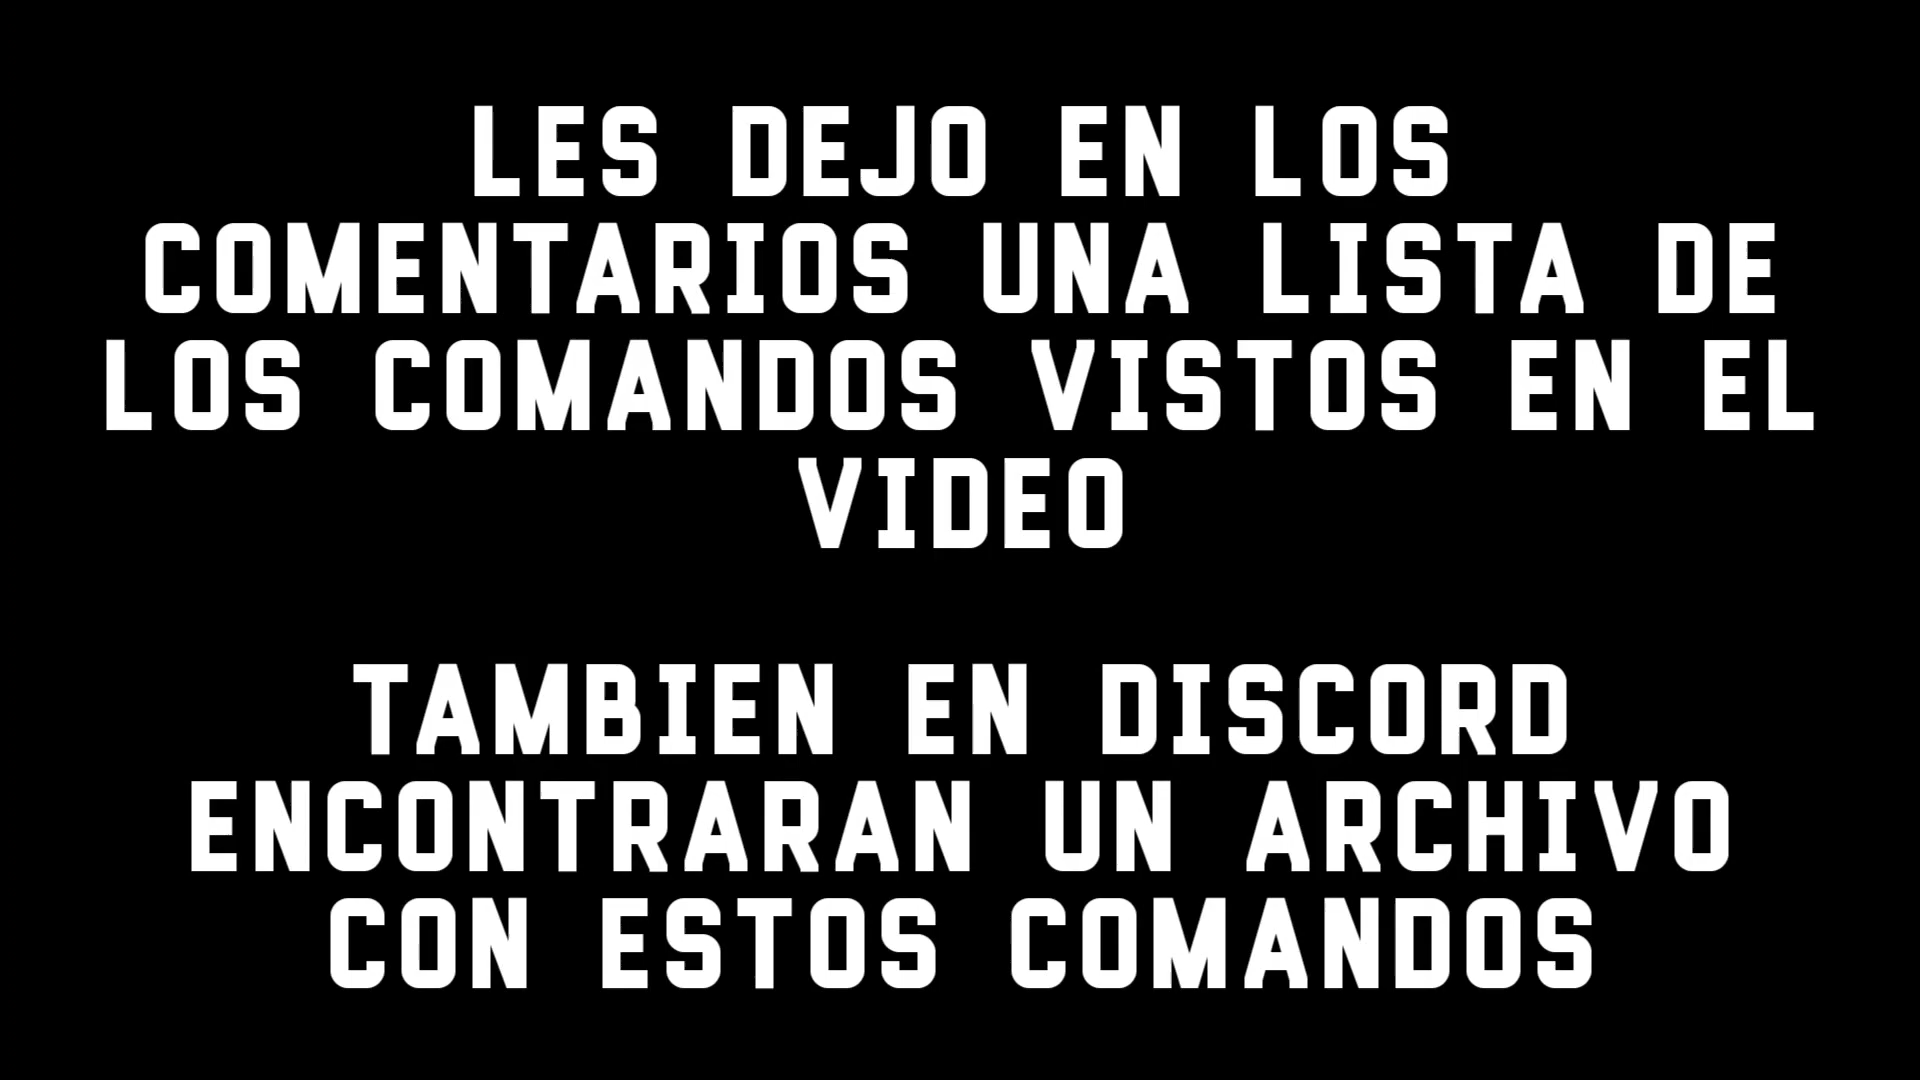 LES DEJO EN LOS
COMENTARIOS UNA LISTA DE
LOS COMANDOS VISTOS EN EL
VIDEO
TAMBIEN EN DISCORD
ENCONTRARAN UN ARCHIVO
CON ESTOS COMANDOS